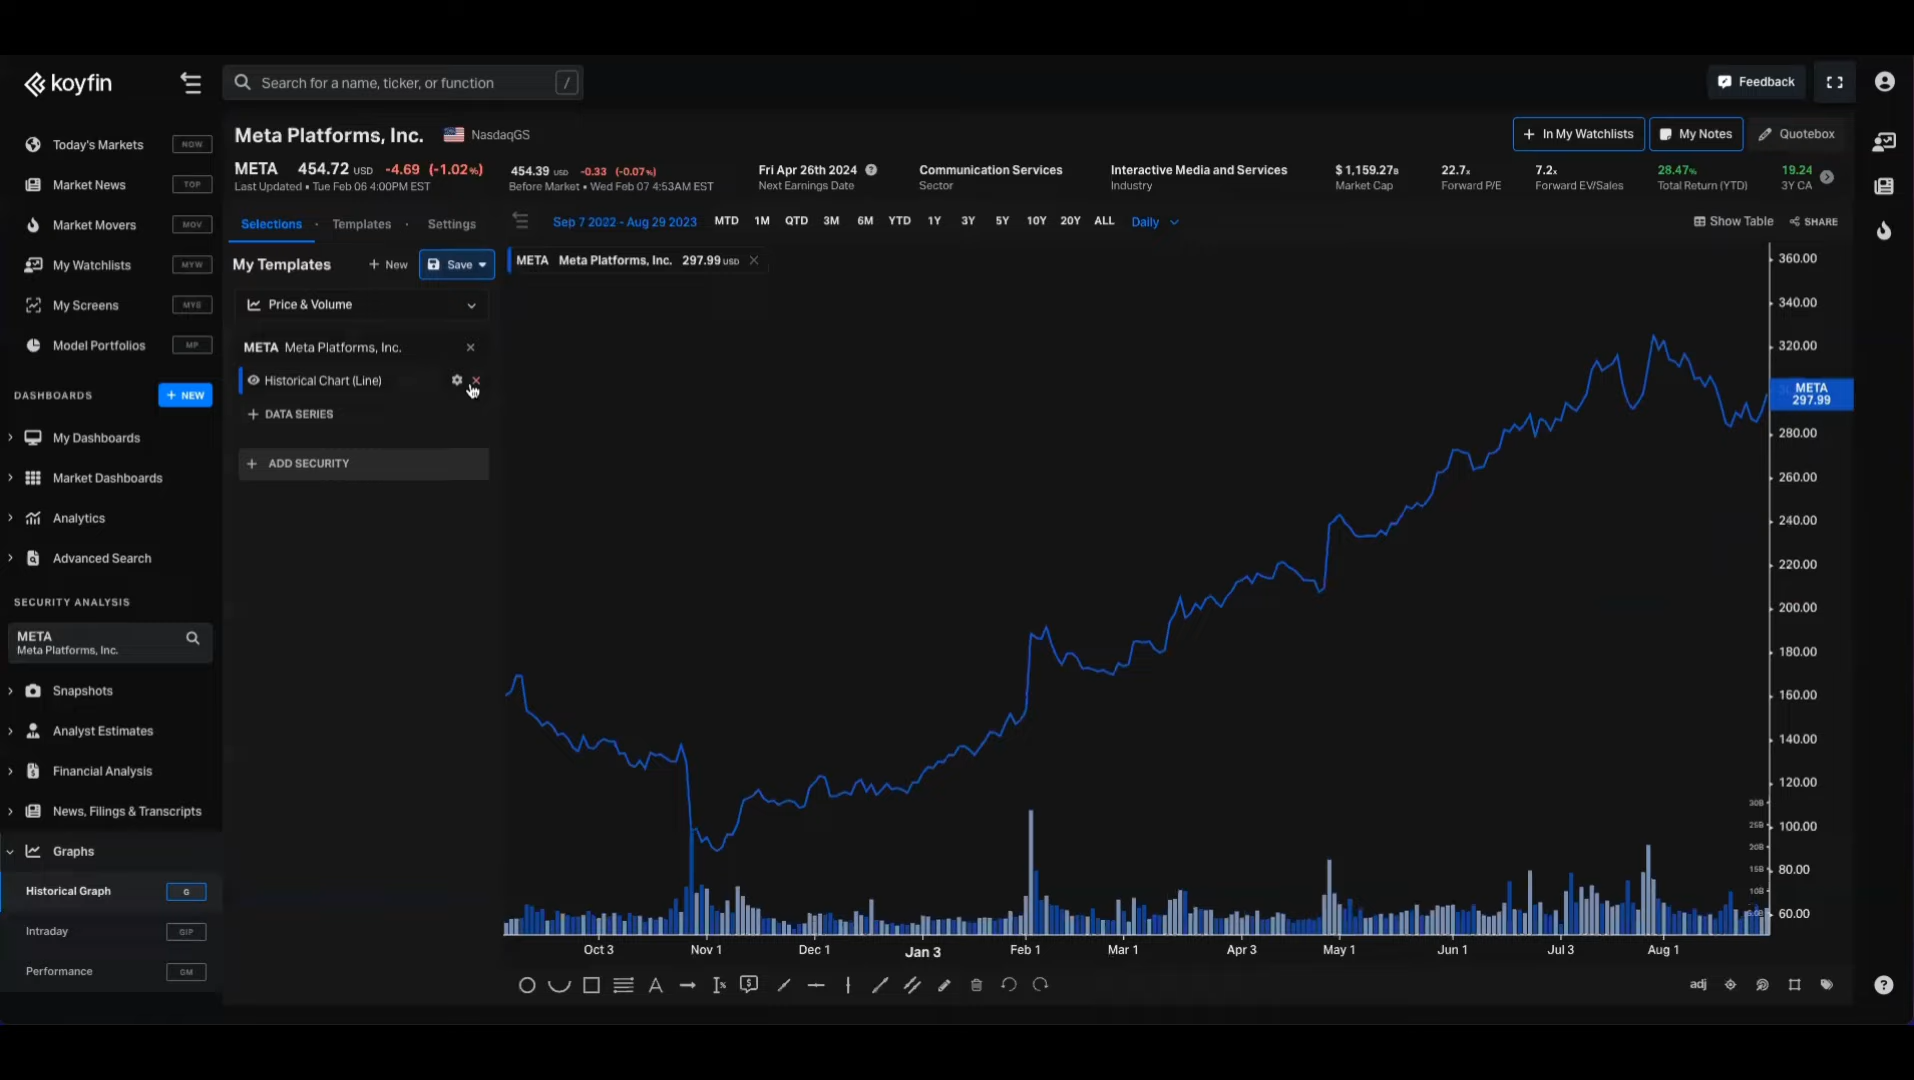 koyfin
Search for a name, ticker, or function
/
Feedback
Today's Markets NOW
Market News TOP
Market Movers MOV
My Watchlists MYW
My Screens MYS
Model Portfolios MP
DASHBOARDS
+ NEW
My Dashboards
Market Dashboards
Analytics
Advanced Search
SECURITY ANALYSIS
META
Meta Platforms, Inc.
Snapshots
Analyst Estimates
Financial Analysis
News, Filings & Transcripts
Graphs
Historical Graph G
Intraday GIP
Performance GM
Meta Platforms, Inc. NasdaqGS
+ In My Watchlists
My Notes
Quotebox
META 454.72 USD -4.69 (-1.02%)
Last Updated • Tue Feb 06 4:00PM EST
454.39 USD -0.33 (-0.07%)
Before Market • Wed Feb 07 4:53AM EST
Fri Apr 26th 2024
Next Earnings Date
Communication Services
Sector
Interactive Media and Services
Industry
$ 1,159.27B
Market Cap
22.7x
Forward P/E
7.2x
Forward EV/Sales
28.47%
Total Return (YTD)
19.24
3Y CA
Selections · Templates · Settings
Sep 7 2022 - Aug 29 2023 MTD 1M QTD 3M 6M YTD 1Y 3Y 5Y 10Y 20Y ALL Daily
Show Table
SHARE
My Templates
+ New
Save
Price & Volume
META Meta Platforms, Inc.
Historical Chart (Line)
+ DATA SERIES
+ ADD SECURITY
META Meta Platforms, Inc. 297.99 USD
360.00
340.00
320.00
META
297.99
280.00
260.00
240.00
220.00
200.00
180.00
160.00
140.00
120.00
100.00
80.00
60.00
30B
25B
20B
15B
10B
Oct 3 Nov 1 Dec 1 Jan 3 Feb 1 Mar 1 Apr 3 May 1 Jun 1 Jul 3 Aug 1
adj
?